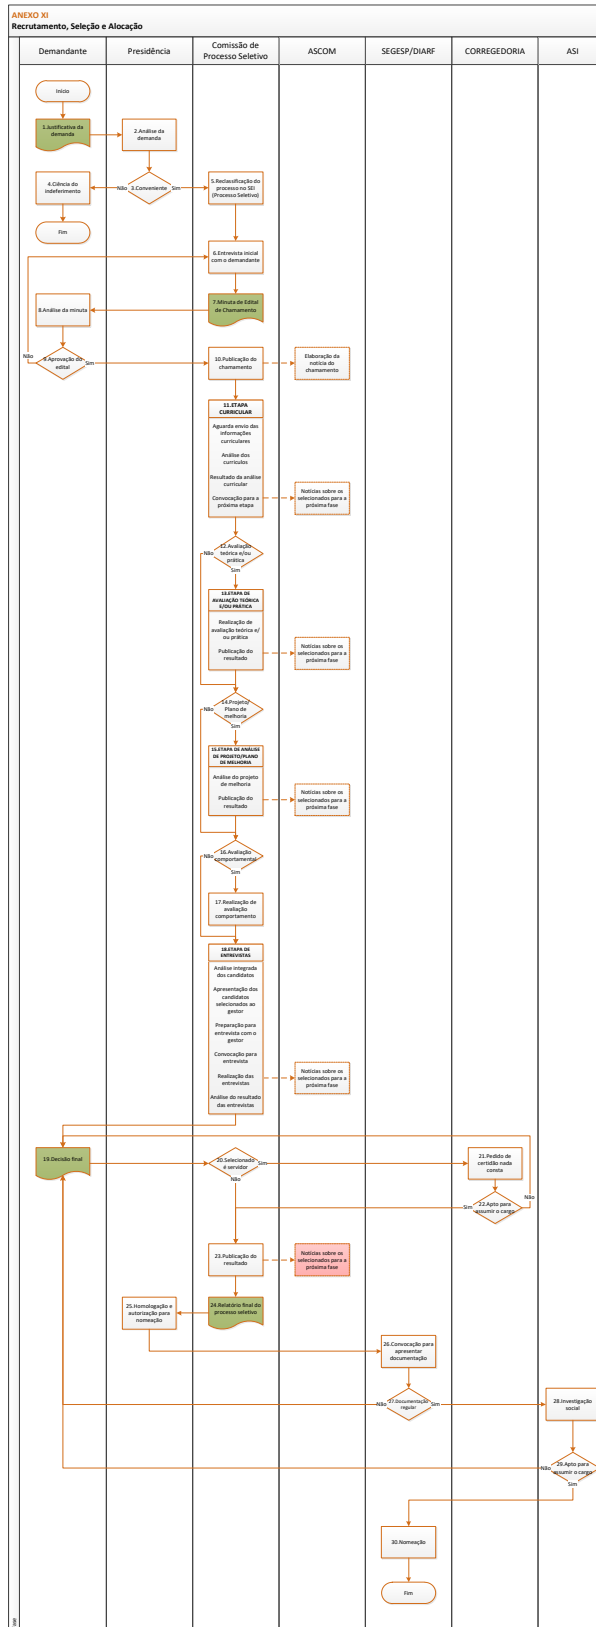 ANEXO XI
Recrutamento, Seleção e Alocação
Demandante
Presidência
Comissão de
Processo Seletivo
ASCOM
SEGESP/DIARF
CORREGEDORIA
ASI
Início
1.Justificativa da
demanda
2.Análise da
demanda
4.Ciência do
indeferimento
Não
3.Conveniente
Sim
5.Reclassificação do
processo no SEI
(Processo Seletivo)
Fim
6.Entrevista inicial
com o demandante
7.Minuta de Edital
de Chamamento
8.Análise da minuta
Não
9.Aprovação do
edital
Sim
10.Publicação do
chamamento
Elaboração da
notícia do
chamamento
11.ETAPA
CURRICULAR
Aguarda envio das
informações
curriculares
Análise dos
currículos
Resultado da análise
curricular
Convocação para a
próxima etapa
Notícias sobre os
selecionados para a
próxima fase
Não
12.Avaliação
teórica e/ou
prática
Sim
13.ETAPA DE
AVALIAÇÃO TEÓRICA
E/OU PRÁTICA
Realização de
avaliação teórica e/
ou prática
Publicação do
resultado
Notícias sobre os
selecionados para a
próxima fase
Não
14.Projeto/
Plano de
melhoria
Sim
15.ETAPA DE ANÁLISE
DE PROJETO/PLANO
DE MELHORIA
Análise do projeto
de melhoria
Publicação do
resultado
Notícias sobre os
selecionados para a
próxima fase
Não
16.Avaliação
comportamental
Sim
17.Realização de
avaliação
comportamento
18.ETAPA DE
ENTREVISTAS
Análise integrada
dos candidatos
Apresentação dos
candidatos
selecionados ao
gestor
Preparação para
entrevista com o
gestor
Convocação para
entrevista
Realização das
entrevistas
Análise do resultado
das entrevistas
Notícias sobre os
selecionados para a
próxima fase
19.Decisão final
20.Selecionado
é servidor
Sim
Não
21.Pedido de
certidão nada
consta
Sim
22.Apto para
assumir o cargo
Não
23.Publicação do
resultado
Notícias sobre os
selecionados para a
próxima fase
25.Homologação e
autorização para
nomeação
24.Relatório final do
processo seletivo
26.Convocação para
apresentar
documentação
Não
27.Documentação
regular
Sim
28.Investigação
social
Não
29.Apto para
assumir o cargo
Sim
30.Nomeação
Fim